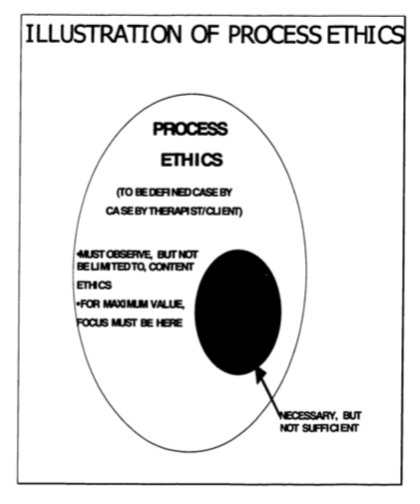 ILLUSTRATION OF PROCESS ETHICS
PROCESS
ETHICS
(TO BE DEFINED CASE BY
CASE BY THERAPIST/CLIENT)
•MUST OBSERVE, BUT NOT
BE LIMITED TO, CONTENT
ETHICS
•FOR MAXIMUM VALUE,
FOCUS MUST BE HERE
NECESSARY, BUT
NOT SUFFICIENT